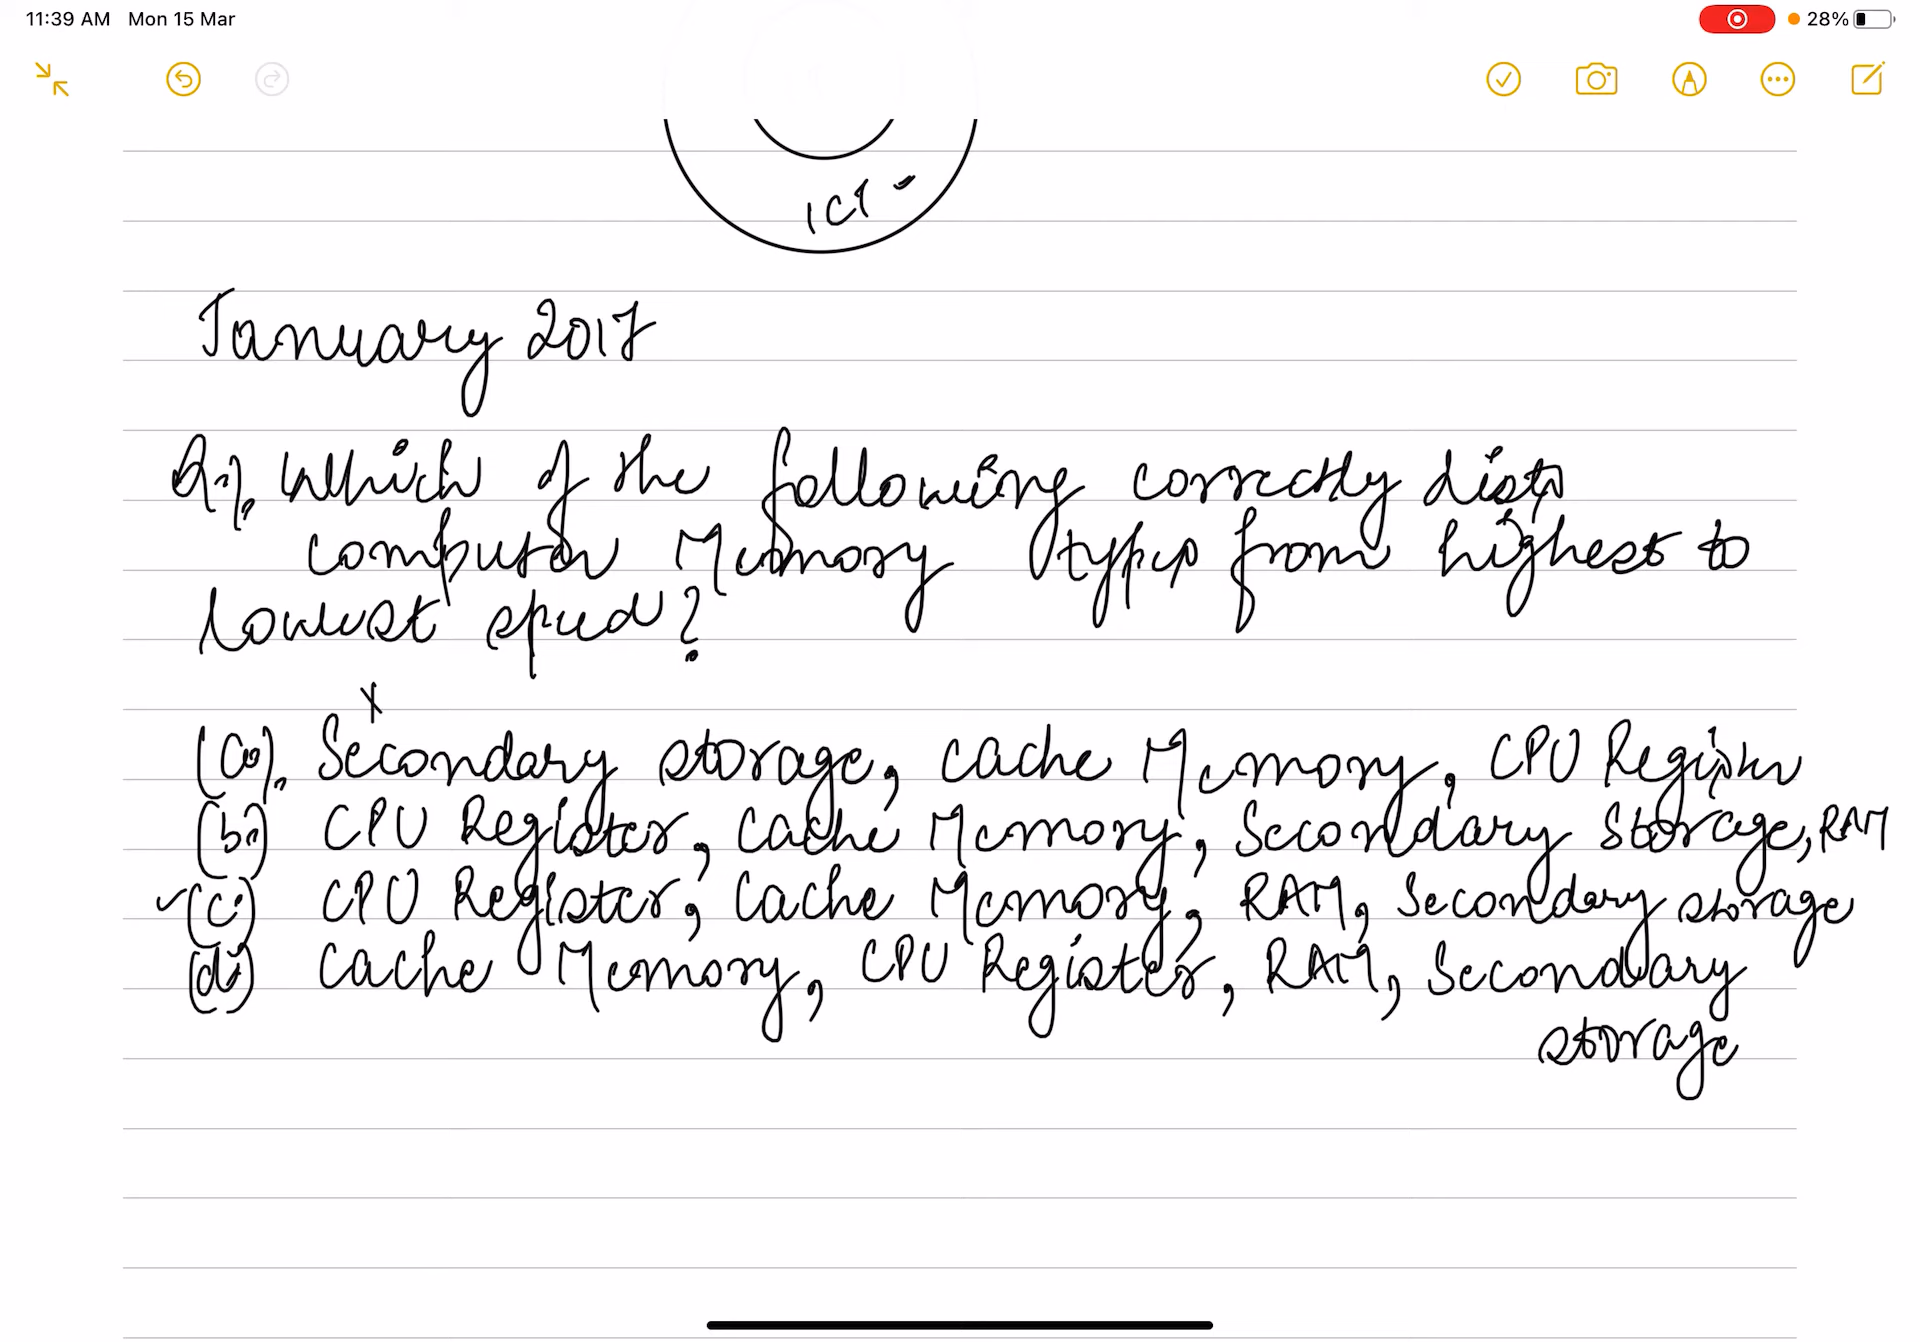 11:39 AM Mon 15 Mar
28%
ICT -
January 2017
Q.1. Which of the following correctly lists
computer Memory types from highest to
lowest speed?
x
(a). Secondary storage, Cache Memory, CPU Register
(b.) CPU Register, Cache Memory, Secondary Storage, RAM
✓(c.) CPU Register, Cache Memory, RAM, Secondary storage
(d.) Cache Memory, CPU Register, RAM, Secondary
storage